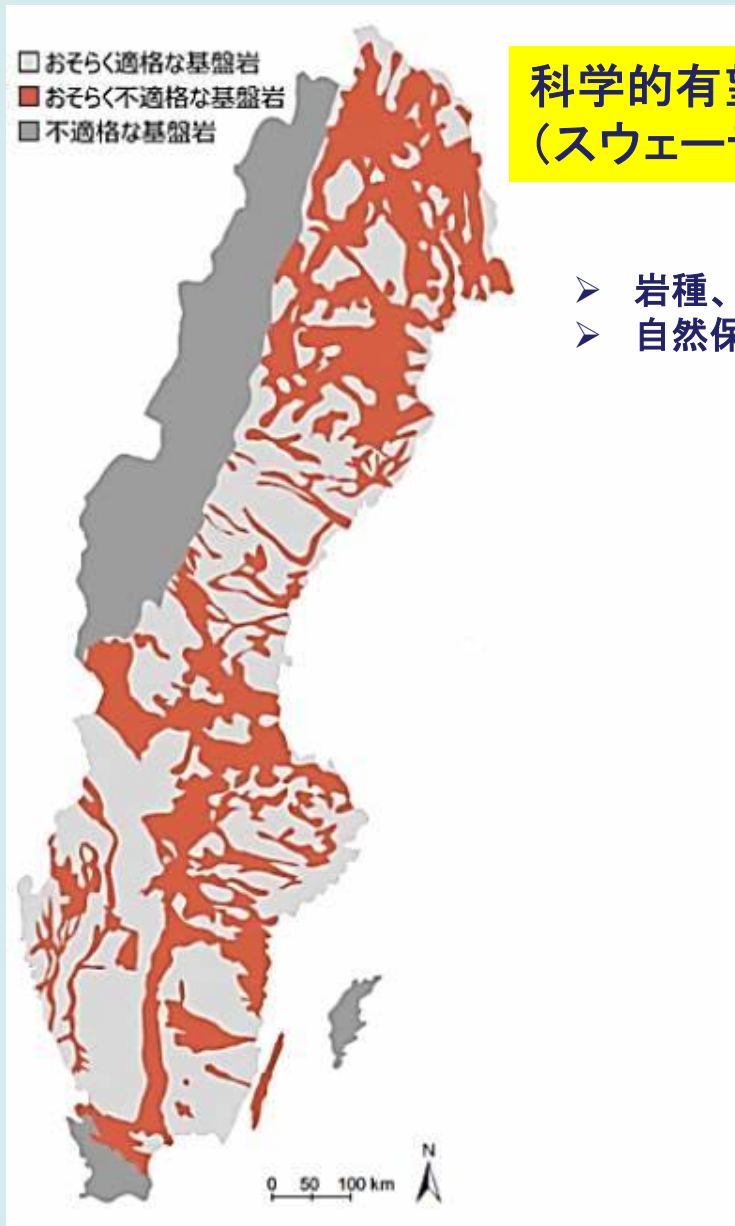 おそらく適格な基盤岩
おそらく不適格な基盤岩
不適格な基盤岩
科学的有望
（スウェーデ
➢ 岩種、
➢ 自然保
N
0 50 100 km